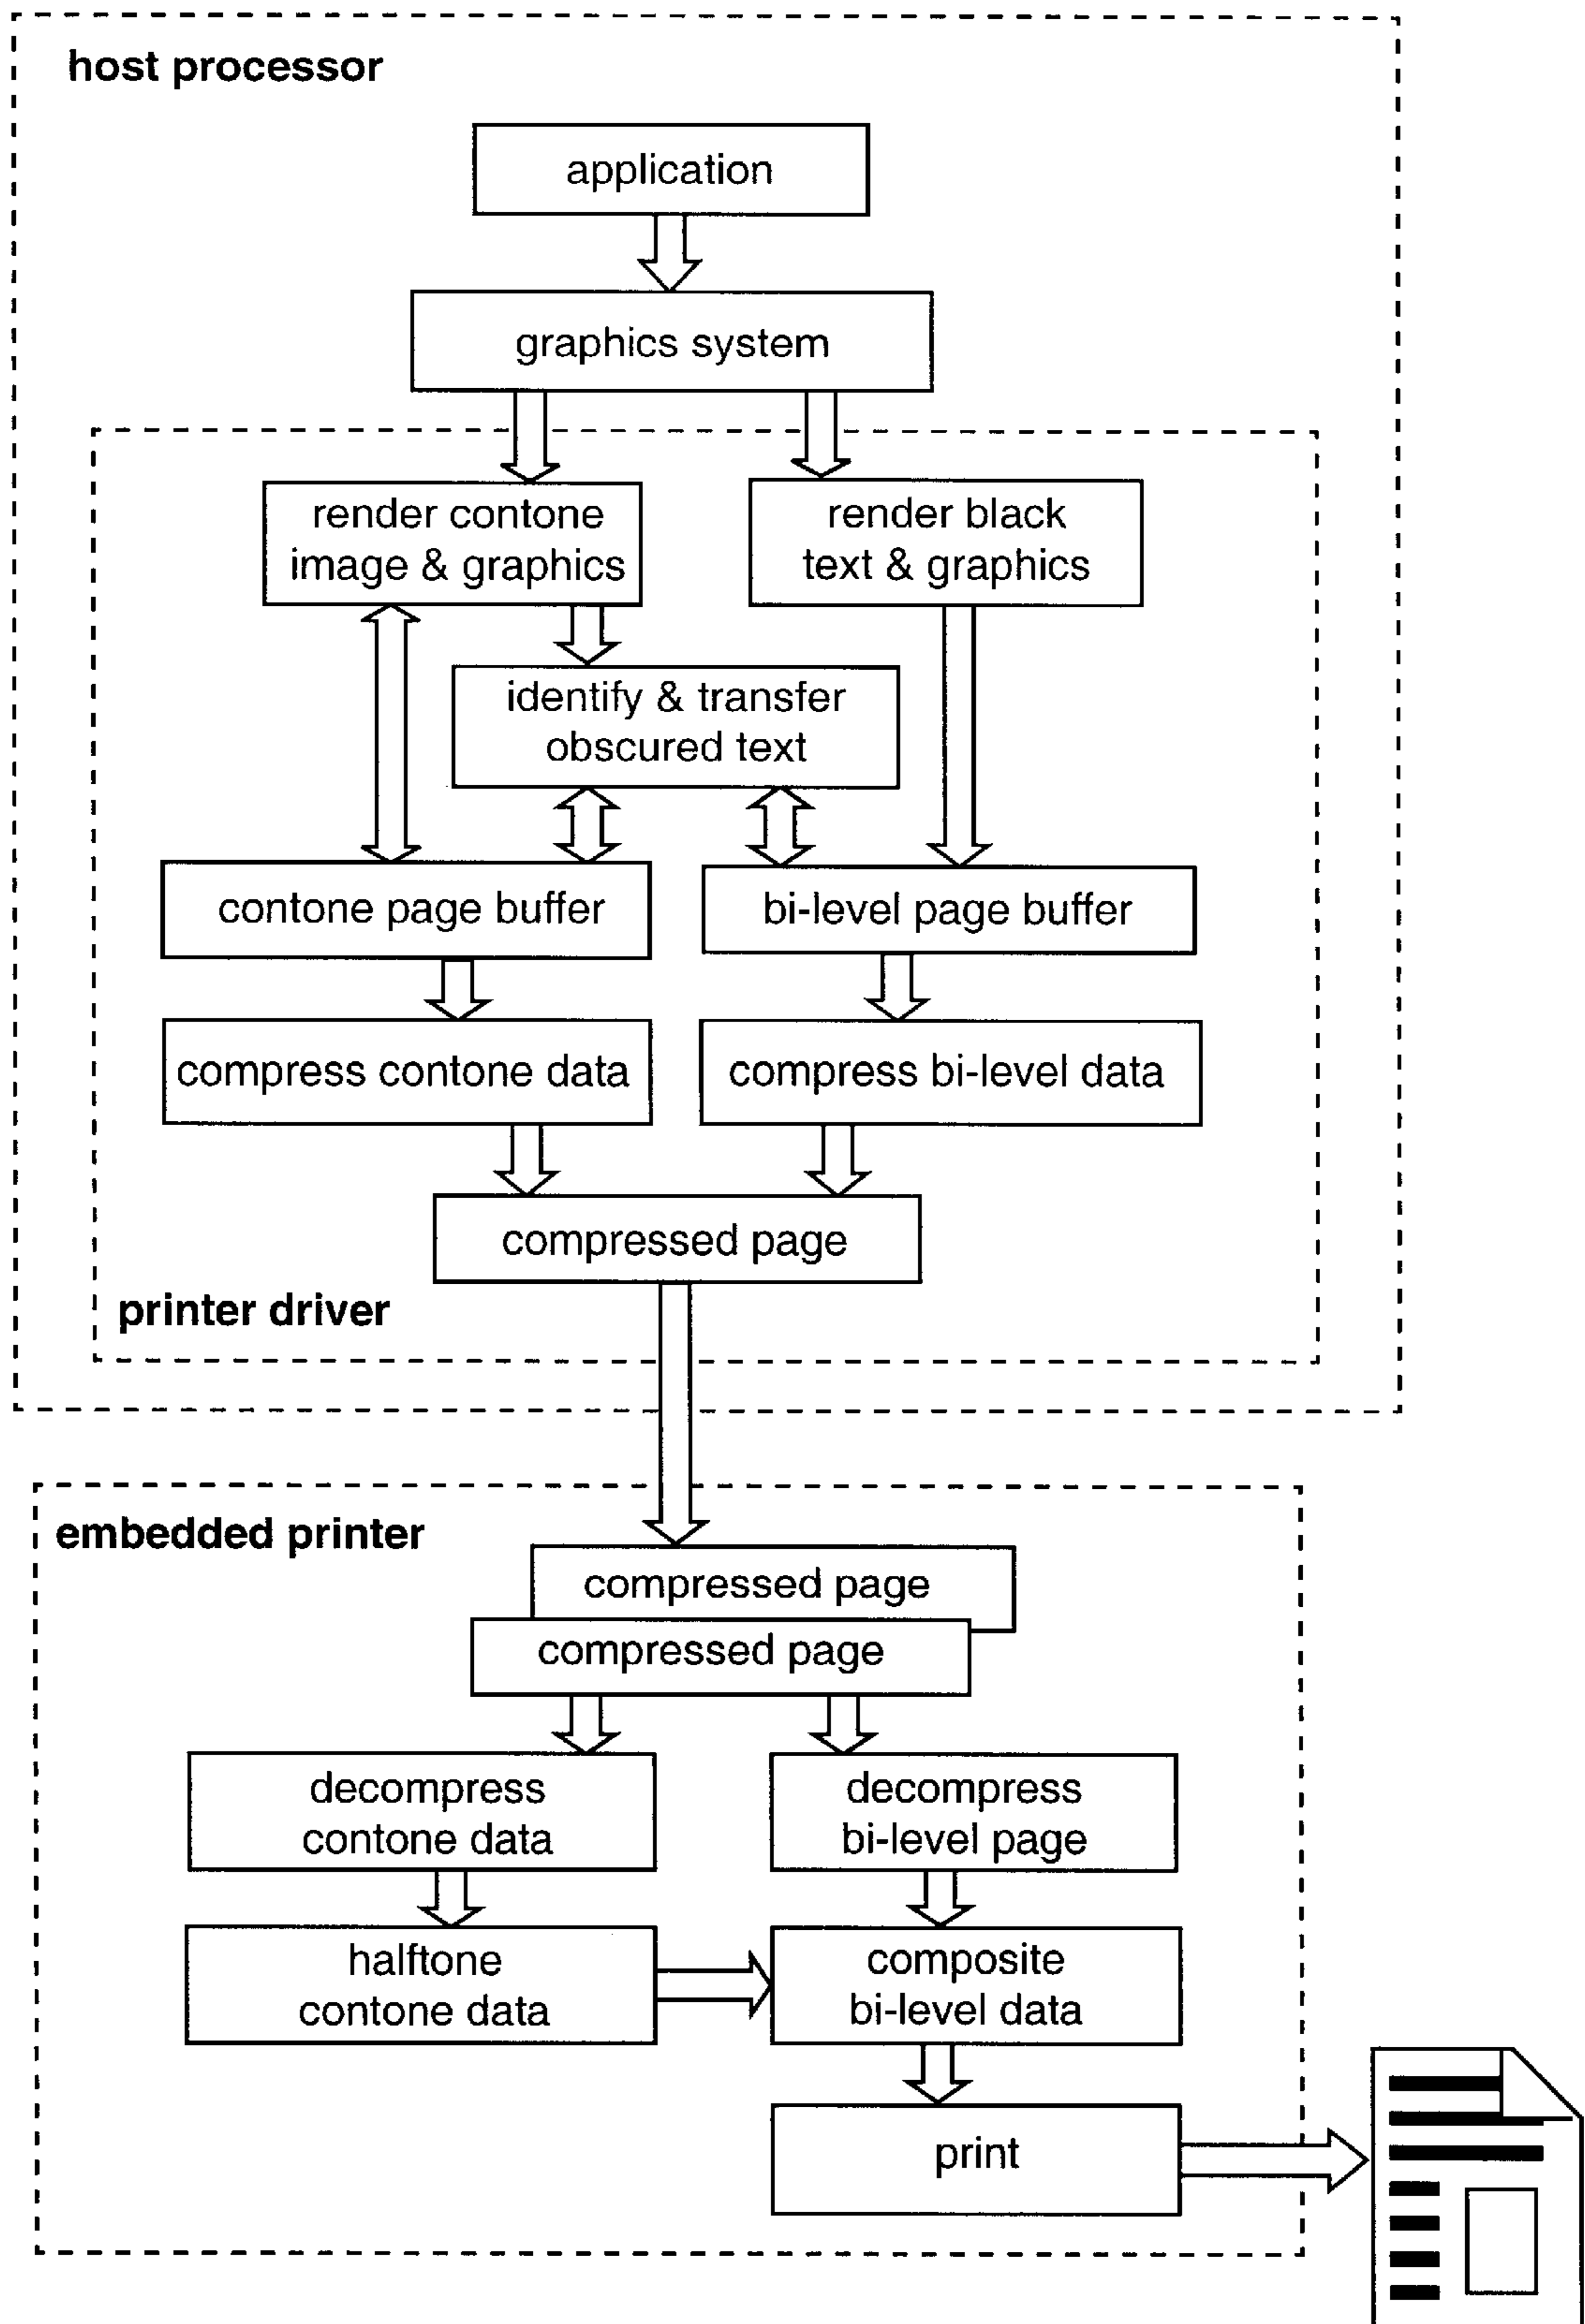 host processor
application
graphics system
render contone
image & graphics
render black
text & graphics
identify & transfer
obscured text
contone page buffer
bi-level page buffer
compress contone data
compress bi-level data
compressed page
printer driver
embedded printer
compressed page
compressed page
decompress
contone data
decompress
bi-level page
halftone
contone data
composite
bi-level data
print